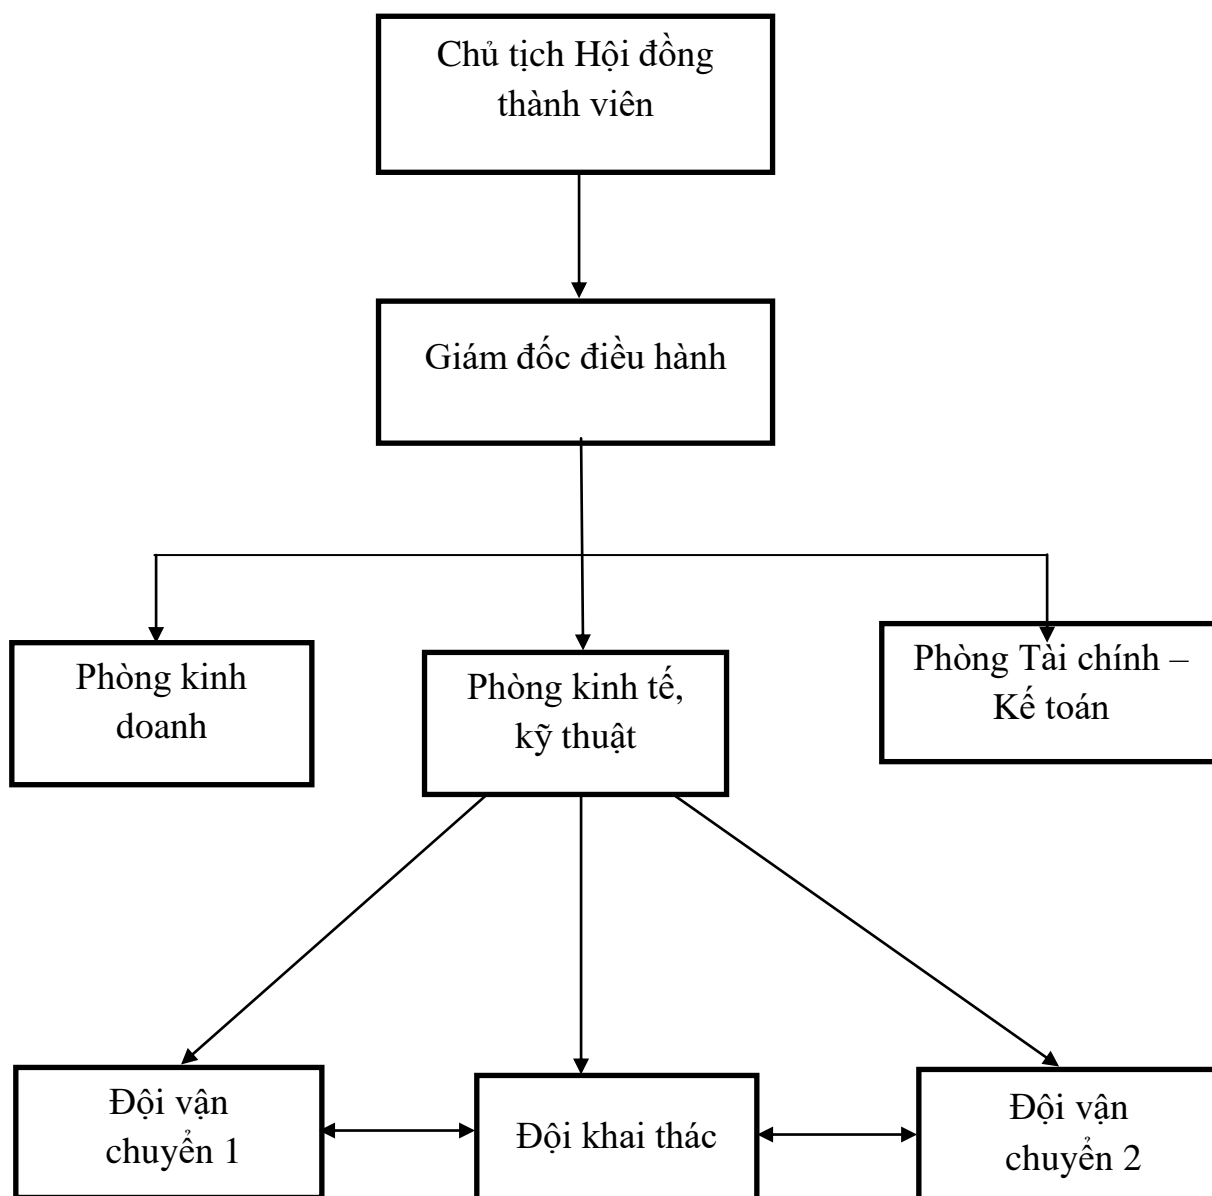 Chủ tịch Hội đồng
thành viên
Giám đốc điều hành
Phòng kinh
doanh
Phòng kinh tế,
kỹ thuật
Phòng Tài chính –
Kế toán
Đội vận
chuyển 1
Đội khai thác
Đội vận
chuyển 2